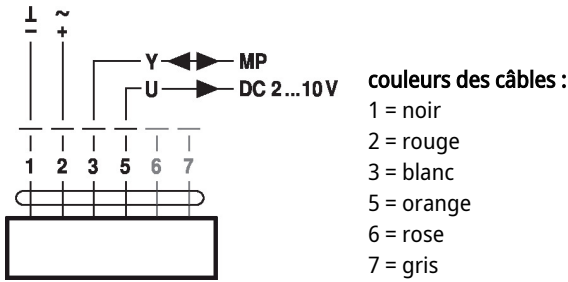 ⊥ ~
− +
Y MP
U DC 2...10 V
1 2 3 5 6 7
couleurs des câbles :
1 = noir
2 = rouge
3 = blanc
5 = orange
6 = rose
7 = gris